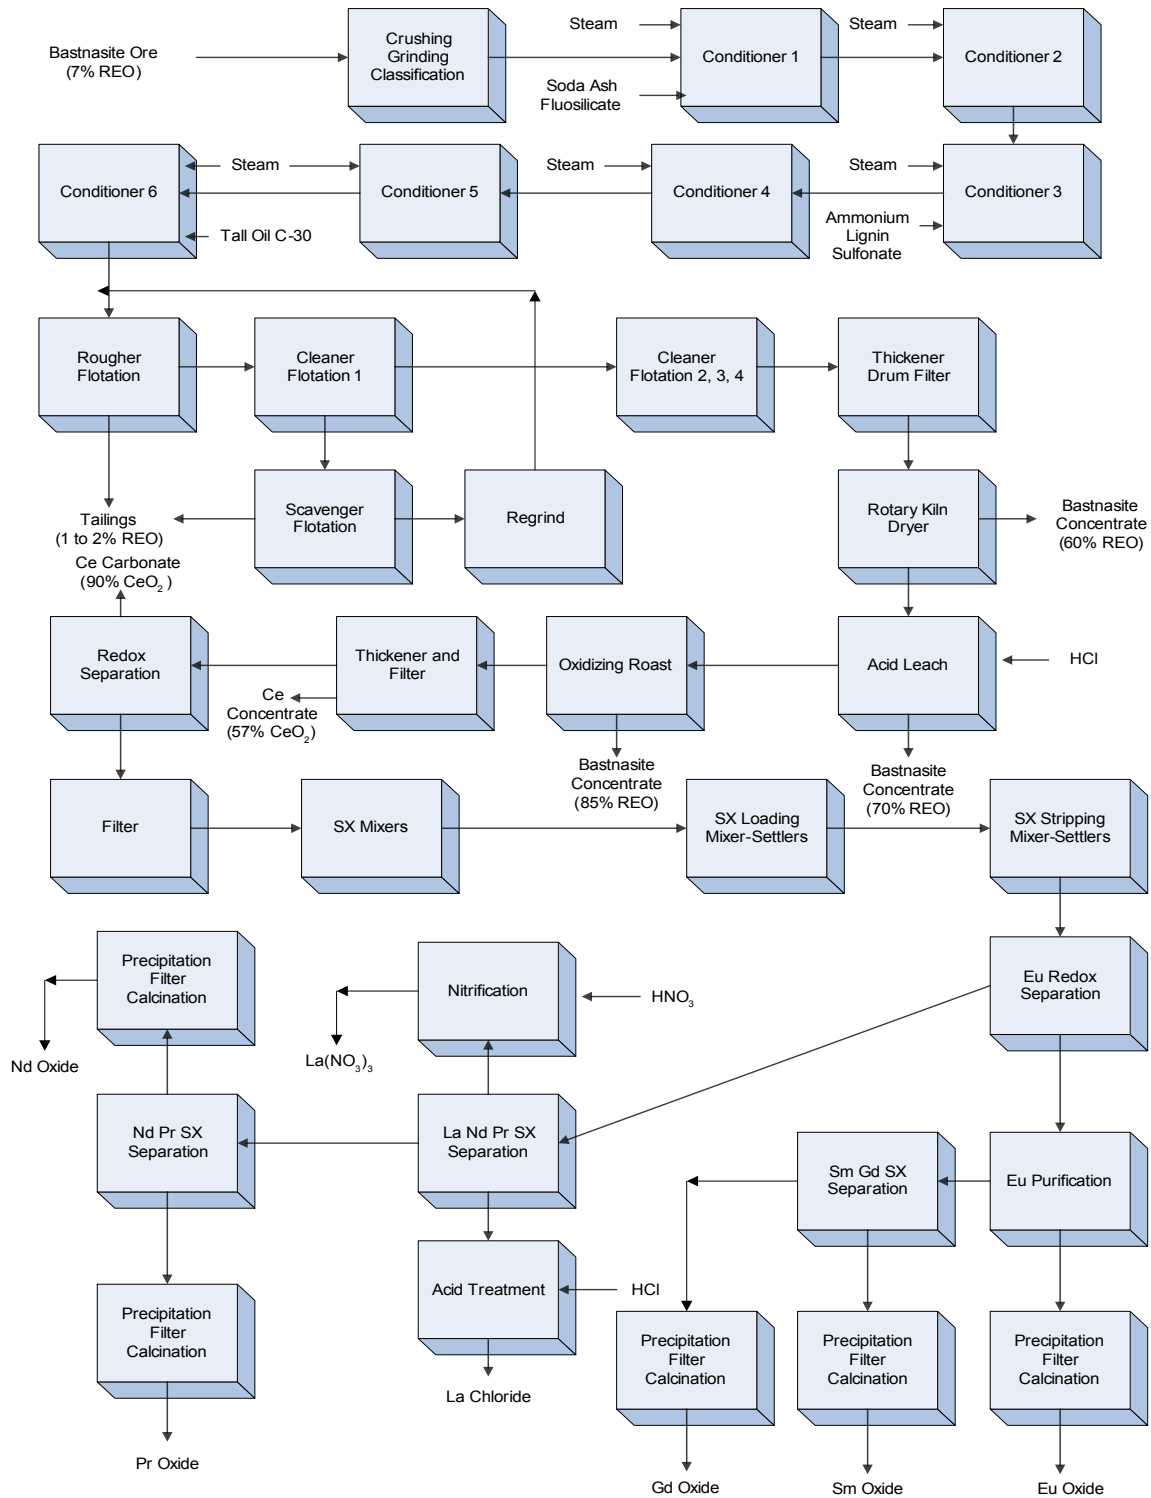 Bastnasite Ore
(7% REO)
Crushing
Grinding
Classification
Steam
Soda Ash
Fluosilicate
Conditioner 1
Steam
Conditioner 2
Conditioner 6
Steam
Tall Oil C-30
Conditioner 5
Steam
Conditioner 4
Steam
Ammonium
Lignin
Sulfonate
Conditioner 3
Rougher
Flotation
Cleaner
Flotation 1
Cleaner
Flotation 2, 3, 4
Thickener
Drum Filter
Tailings
(1 to 2% REO)
Scavenger
Flotation
Regrind
Rotary Kiln
Dryer
Bastnasite
Concentrate
(60% REO)
Ce Carbonate
(90% CeO₂ )
Redox
Separation
Thickener and
Filter
Ce
Concentrate
(57% CeO₂)
Oxidizing Roast
Acid Leach
HCl
Bastnasite
Concentrate
(85% REO)
Bastnasite
Concentrate
(70% REO)
Filter
SX Mixers
SX Loading
Mixer-Settlers
SX Stripping
Mixer-Settlers
Precipitation
Filter
Calcination
Nitrification
HNO₃
Eu Redox
Separation
Nd Oxide
La(NO₃)₃
Nd Pr SX
Separation
La Nd Pr SX
Separation
Sm Gd SX
Separation
Eu Purification
Precipitation
Filter
Calcination
Acid Treatment
HCl
Precipitation
Filter
Calcination
Precipitation
Filter
Calcination
Precipitation
Filter
Calcination
La Chloride
Pr Oxide
Gd Oxide
Sm Oxide
Eu Oxide